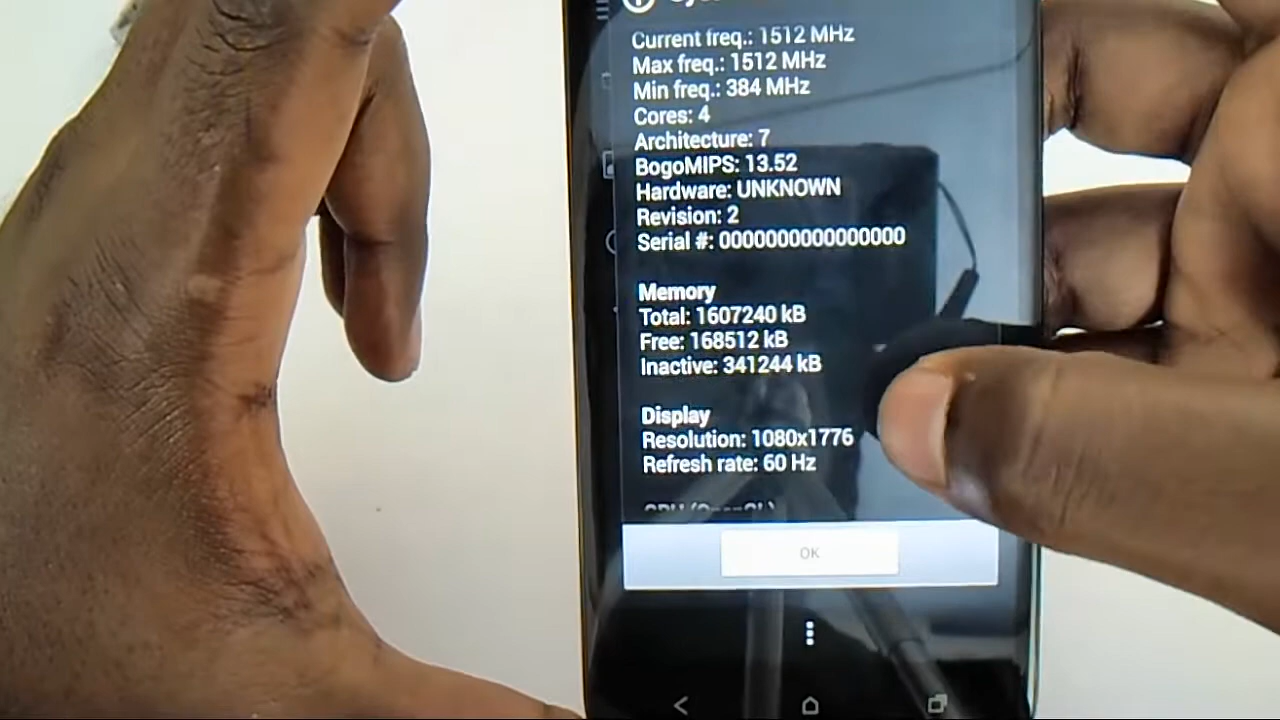 Current freq.: 1512 MHz
Max freq.: 1512 MHz
Min freq.: 384 MHz
Cores: 4
Architecture: 7
BogoMIPS: 13.52
Hardware: UNKNOWN
Revision: 2
Serial #: 0000000000000000
Memory
Total: 1607240 kB
Free: 168512 kB
Inactive: 341244 kB
Display
Resolution: 1080x1776
Refresh rate: 60 Hz
OK